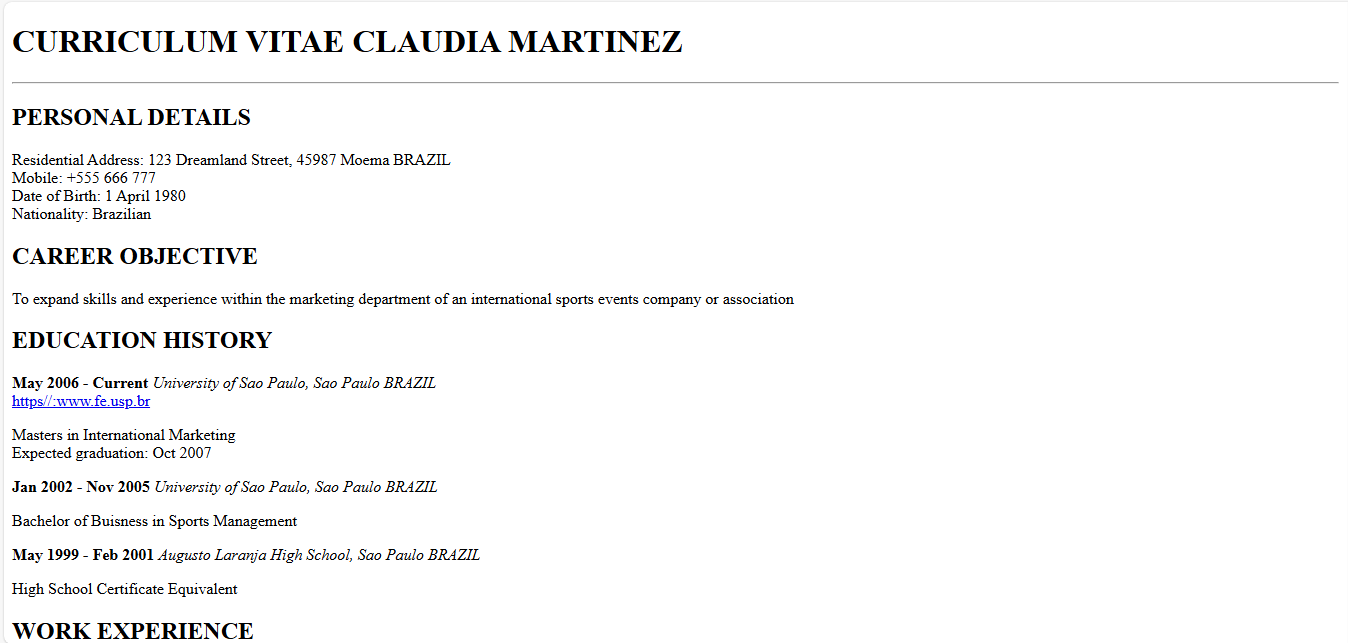 CURRICULUM VITAE CLAUDIA MARTINEZ
PERSONAL DETAILS
Residential Address: 123 Dreamland Street, 45987 Moema BRAZIL
Mobile: +555 666 777
Date of Birth: 1 April 1980
Nationality: Brazilian
CAREER OBJECTIVE
To expand skills and experience within the marketing department of an international sports events company or association
EDUCATION HISTORY
May 2006 - Current University of Sao Paulo, Sao Paulo BRAZIL
https//:www.fe.usp.br
Masters in International Marketing
Expected graduation: Oct 2007
Jan 2002 - Nov 2005 University of Sao Paulo, Sao Paulo BRAZIL
Bachelor of Buisness in Sports Management
May 1999 - Feb 2001 Augusto Laranja High School, Sao Paulo BRAZIL
High School Certificate Equivalent
WORK EXPERIENCE